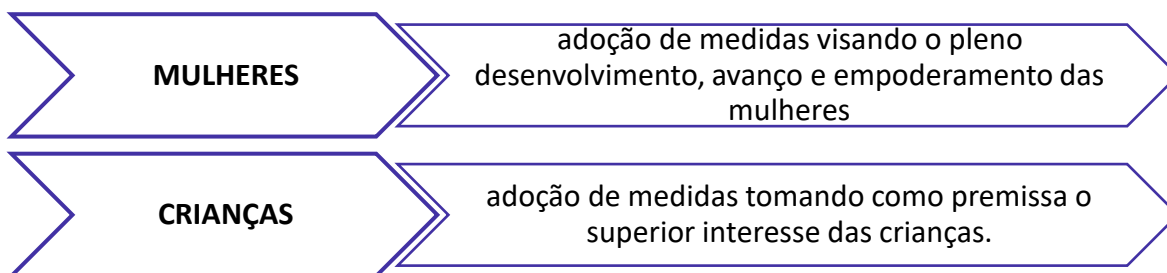 MULHERES
adoção de medidas visando o pleno
desenvolvimento, avanço e empoderamento das
mulheres
CRIANÇAS
adoção de medidas tomando como premissa o
superior interesse das crianças.